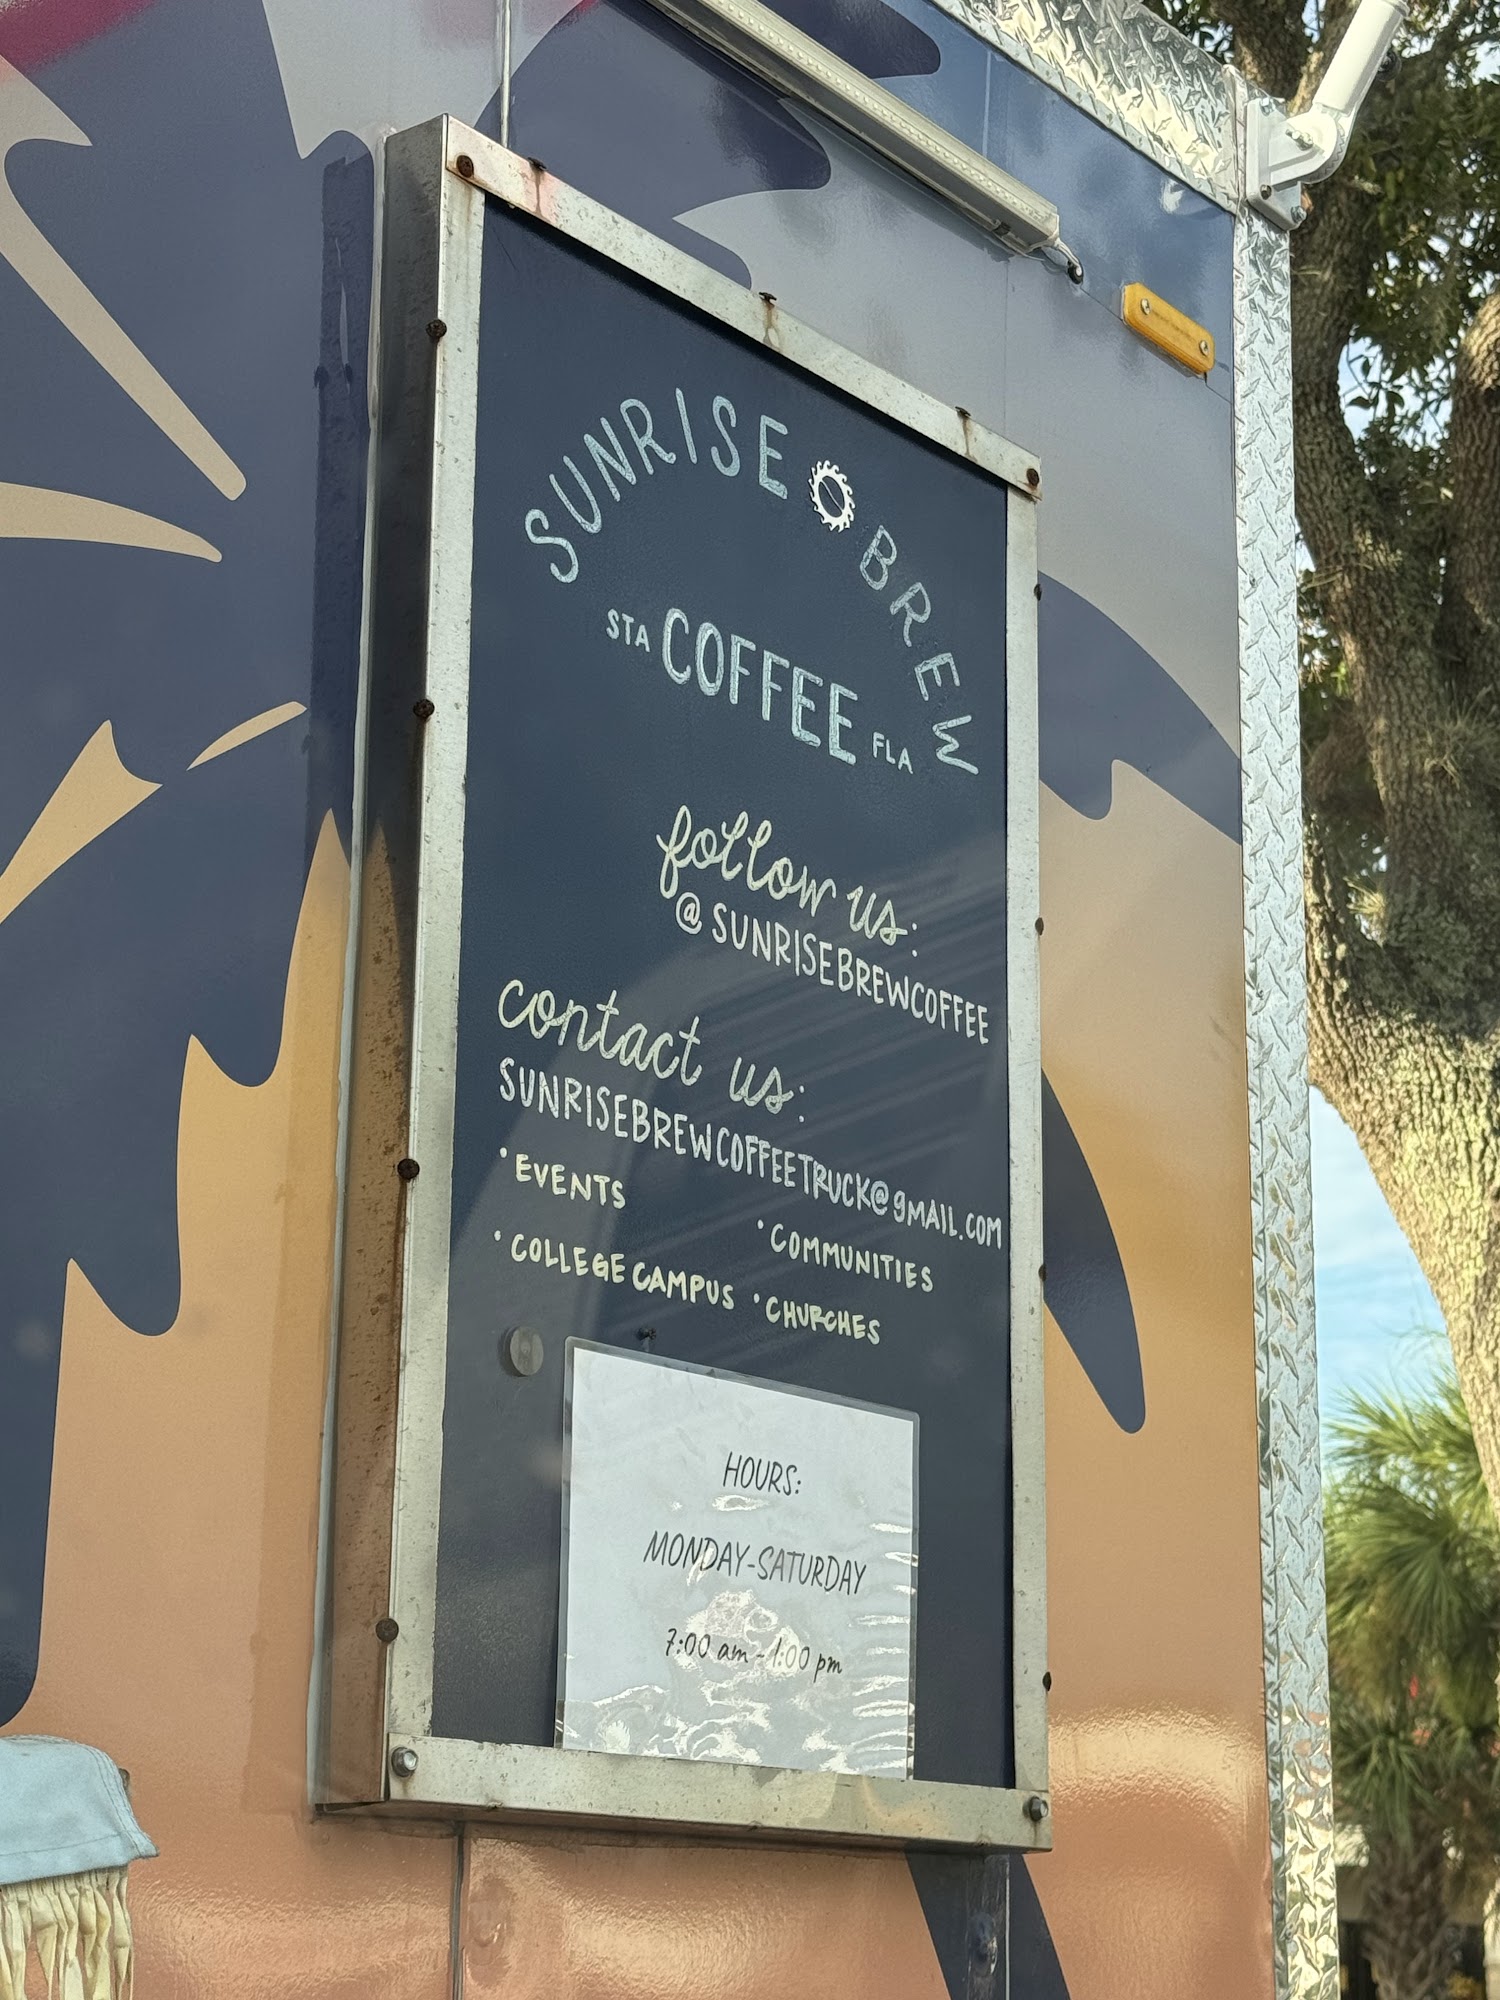 SUNRISE BREW
STA COFFEE FLA
follow us:
@SUNRISEBREWCOFFEE
contact us:
SUNRISEBREWCOFFEETRUCK@gMAIL.COM
• EVENTS
• COMMUNITIES
• COLLEGE CAMPUS
• CHURCHES
HOURS:
MONDAY-SATURDAY
7:00 am - 1:00 pm